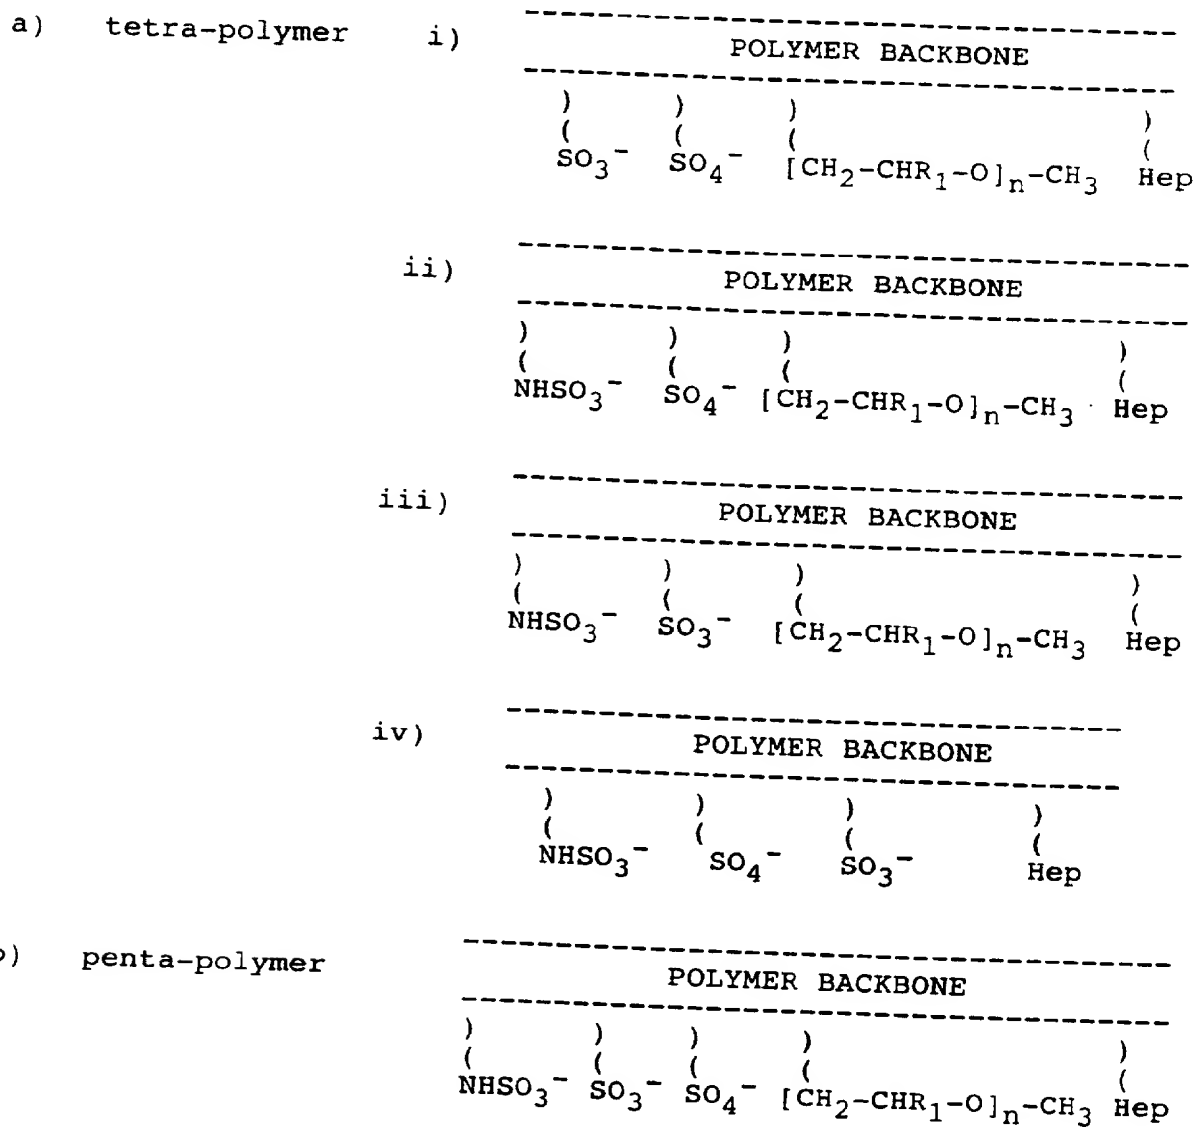 a) tetra-polymer i) POLYMER BACKBONE
SO₃⁻ SO₄⁻ [CH₂-CHR₁-O]ₙ-CH₃ Hep
ii) POLYMER BACKBONE
NHSO₃⁻ SO₄⁻ [CH₂-CHR₁-O]ₙ-CH₃ Hep
iii) POLYMER BACKBONE
NHSO₃⁻ SO₃⁻ [CH₂-CHR₁-O]ₙ-CH₃ Hep
iv) POLYMER BACKBONE
NHSO₃⁻ SO₄⁻ SO₃⁻ Hep
) penta-polymer POLYMER BACKBONE
NHSO₃⁻ SO₃⁻ SO₄⁻ [CH₂-CHR₁-O]ₙ-CH₃ Hep